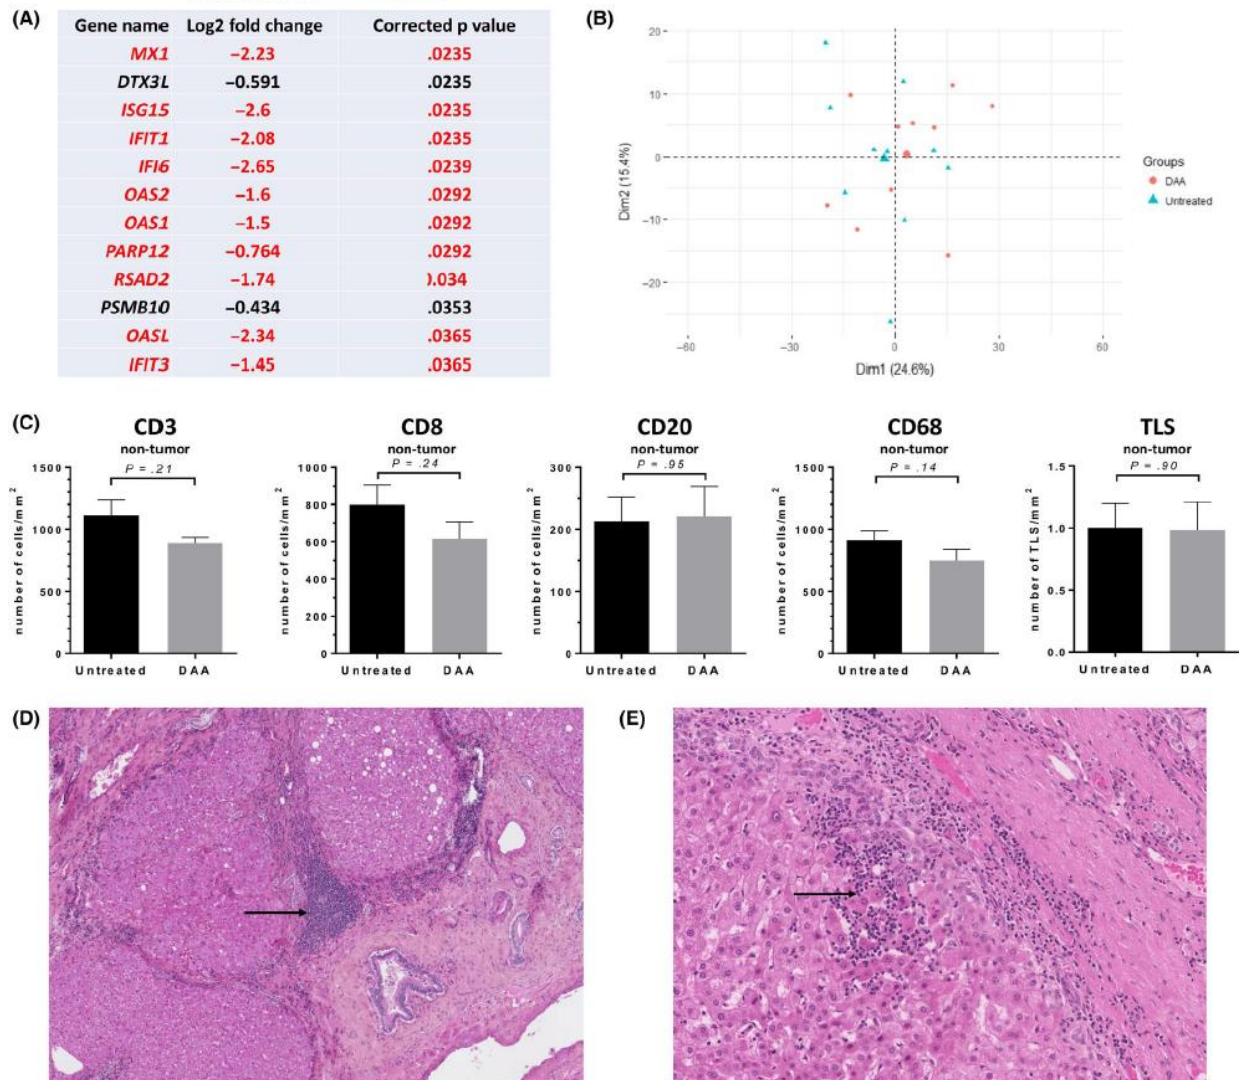 (A)
Gene name Log2 fold change Corrected p value
MX1 −2.23 .0235
DTX3L −0.591 .0235
ISG15 −2.6 .0235
IFIT1 −2.08 .0235
IFI6 −2.65 .0239
OAS2 −1.6 .0292
OAS1 −1.5 .0292
PARP12 −0.764 .0292
RSAD2 −1.74 0.034
PSMB10 −0.434 .0353
OASL −2.34 .0365
IFIT3 −1.45 .0365
(B)
20
10
0
−10
−20
Dim2 (15.4%)
−60 −30 0 30 60
Dim1 (24.6%)
Groups
DAA
Untreated
(C)
CD3
non-tumor
P = .21
1500
1000
500
0
number of cells/mm²
Untreated DAA
CD8
non-tumor
P = .24
1000
800
600
400
200
0
number of cells/mm²
Untreated DAA
CD20
non-tumor
P = .95
300
200
100
0
number of cells/mm²
Untreated DAA
CD68
non-tumor
P = .14
1500
1000
500
0
number of cells/mm²
Untreated DAA
TLS
non-tumor
P = .90
1.5
1.0
0.5
0.0
number of TLS/mm²
Untreated DAA
(D)
(E)